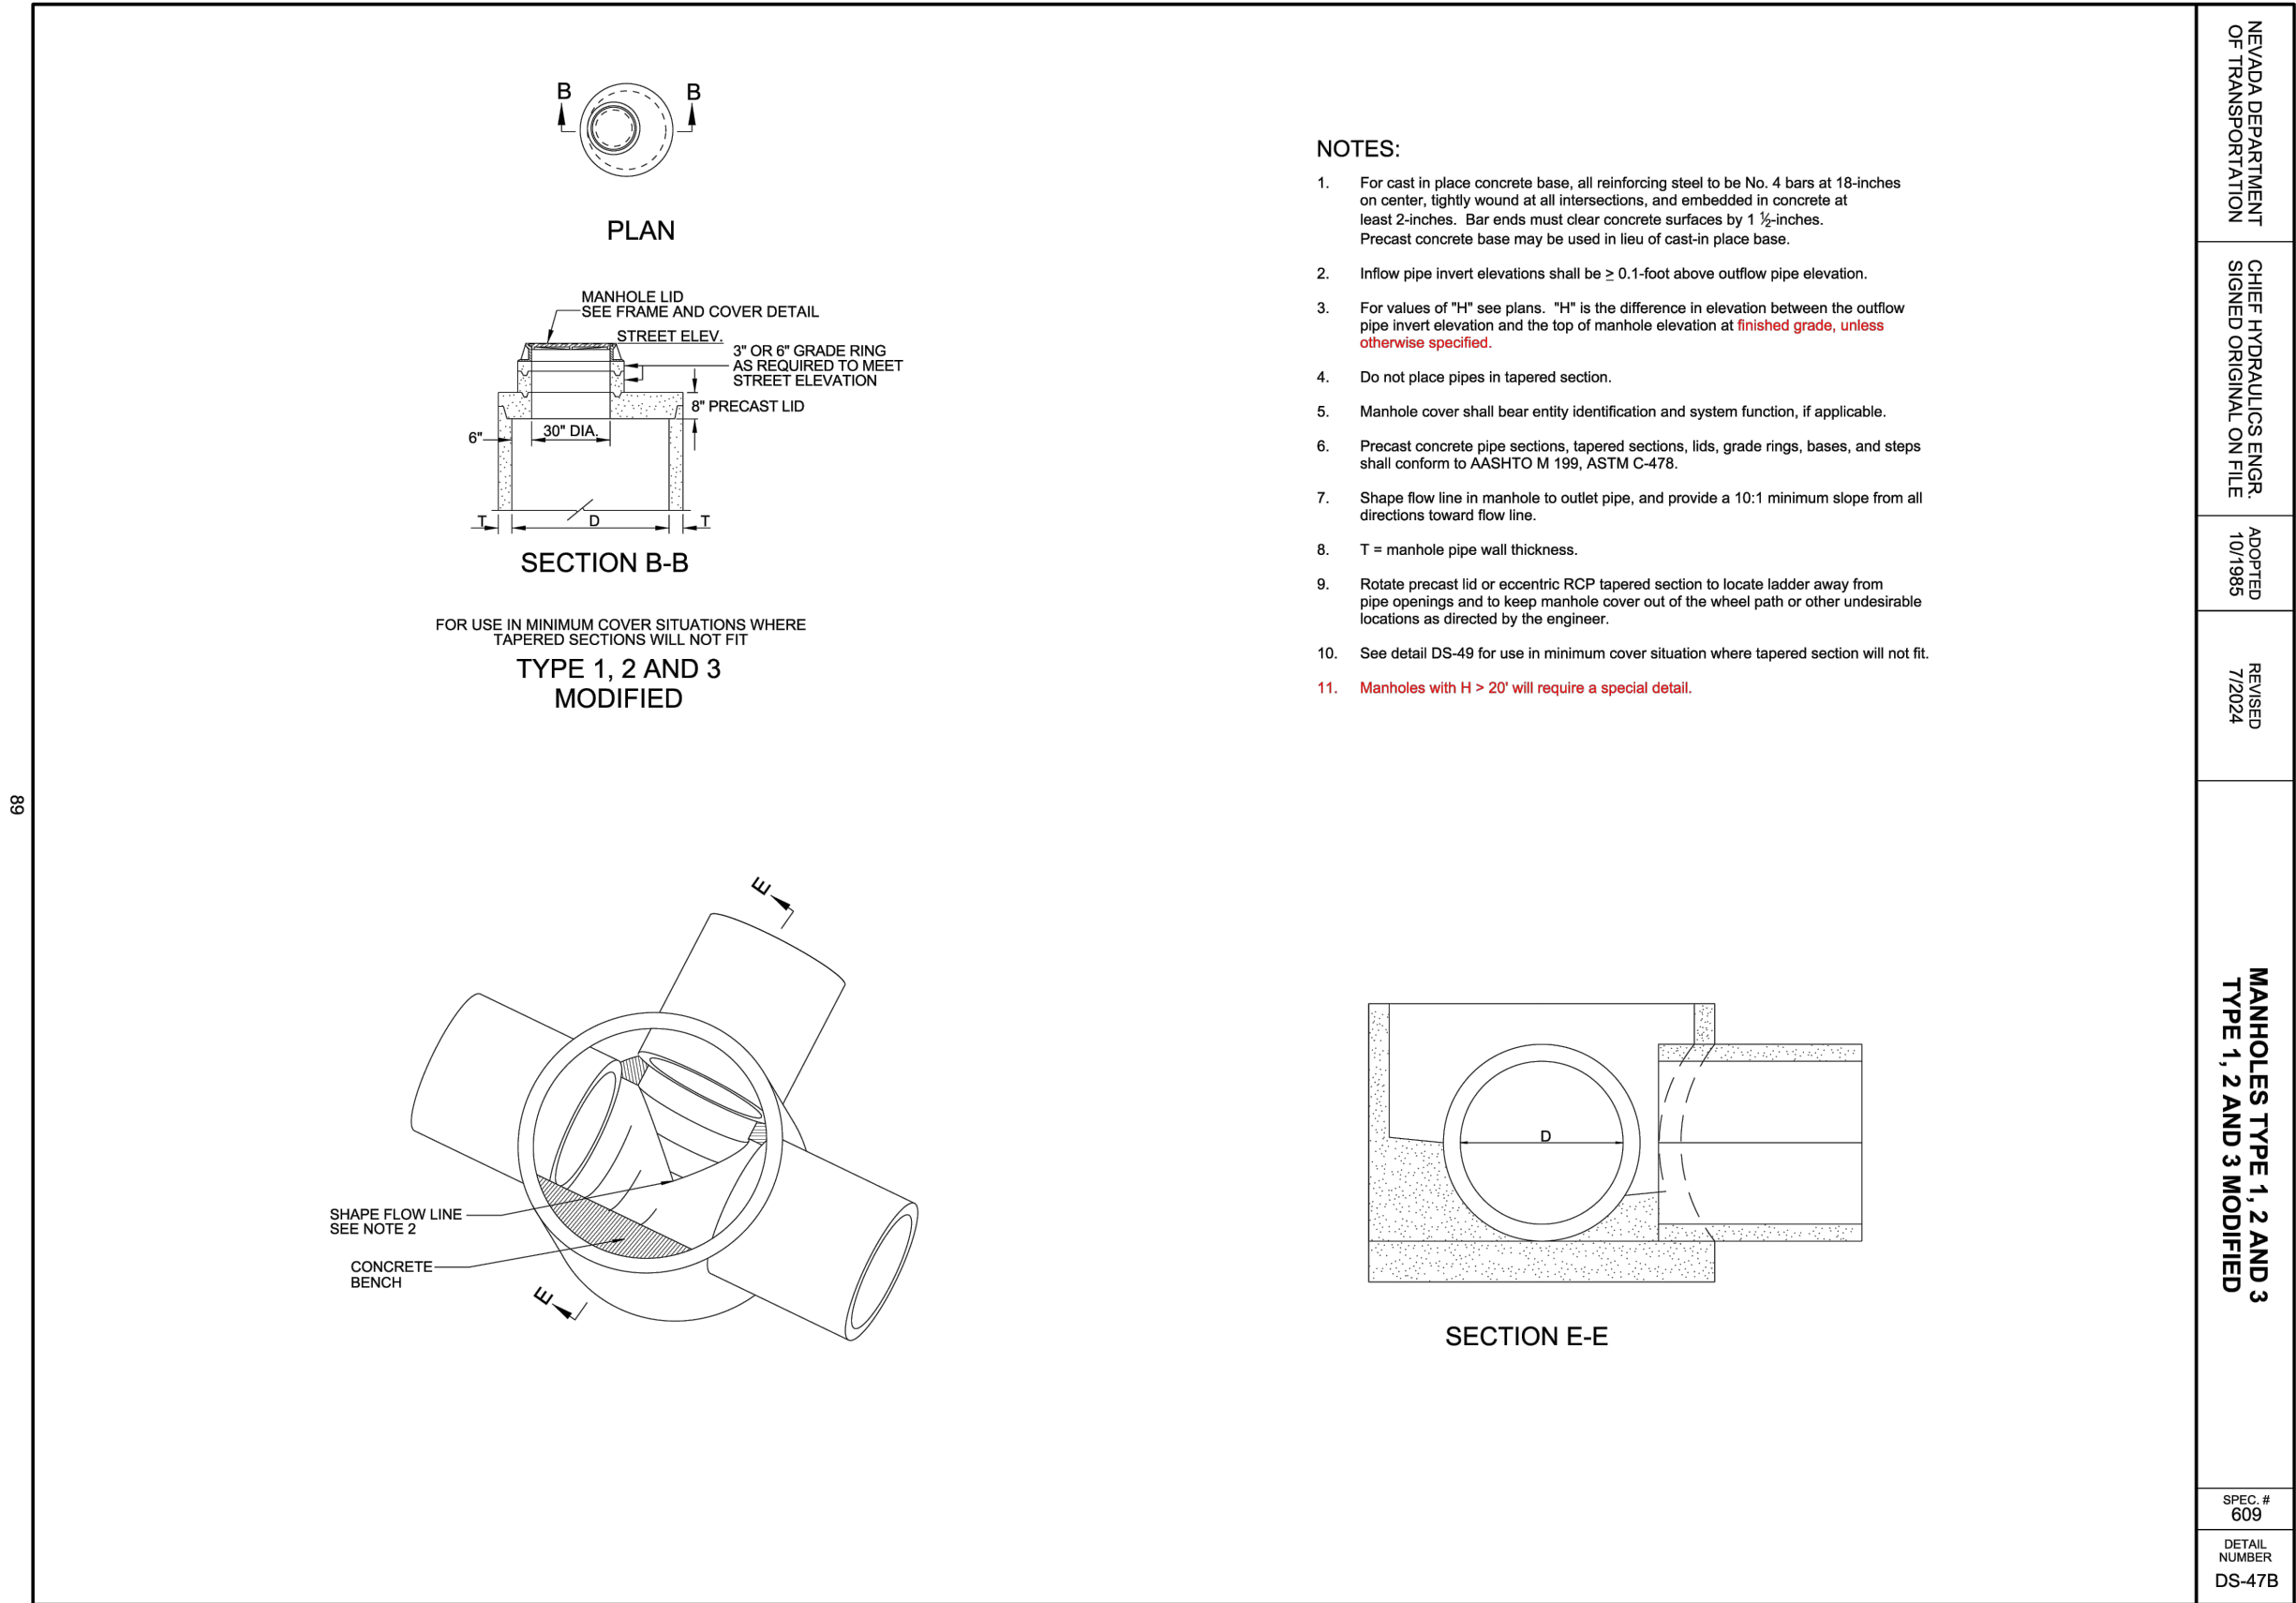 B
B
PLAN
MANHOLE LID
SEE FRAME AND COVER DETAIL
STREET ELEV.
3" OR 6" GRADE RING
AS REQUIRED TO MEET
STREET ELEVATION
8" PRECAST LID
6"
30" DIA.
T
D
T
SECTION B-B
FOR USE IN MINIMUM COVER SITUATIONS WHERE
TAPERED SECTIONS WILL NOT FIT
TYPE 1, 2 AND 3
MODIFIED
NOTES:
1. For cast in place concrete base, all reinforcing steel to be No. 4 bars at 18-inches
on center, tightly wound at all intersections, and embedded in concrete at
least 2-inches. Bar ends must clear concrete surfaces by 1 ½-inches.
Precast concrete base may be used in lieu of cast-in place base.
2. Inflow pipe invert elevations shall be ≥ 0.1-foot above outflow pipe elevation.
3. For values of "H" see plans. "H" is the difference in elevation between the outflow
pipe invert elevation and the top of manhole elevation at finished grade, unless
otherwise specified.
4. Do not place pipes in tapered section.
5. Manhole cover shall bear entity identification and system function, if applicable.
6. Precast concrete pipe sections, tapered sections, lids, grade rings, bases, and steps
shall conform to AASHTO M 199, ASTM C-478.
7. Shape flow line in manhole to outlet pipe, and provide a 10:1 minimum slope from all
directions toward flow line.
8. T = manhole pipe wall thickness.
9. Rotate precast lid or eccentric RCP tapered section to locate ladder away from
pipe openings and to keep manhole cover out of the wheel path or other undesirable
locations as directed by the engineer.
10. See detail DS-49 for use in minimum cover situation where tapered section will not fit.
11. Manholes with H > 20' will require a special detail.
E
SHAPE FLOW LINE
SEE NOTE 2
CONCRETE
BENCH
E
D
SECTION E-E
NEVADA DEPARTMENT
OF TRANSPORTATION
CHIEF HYDRAULICS ENGR.
SIGNED ORIGINAL ON FILE
ADOPTED
10/1985
REVISED
7/2024
MANHOLES TYPE 1, 2 AND 3
TYPE 1, 2 AND 3 MODIFIED
SPEC. #
609
DETAIL
NUMBER
DS-47B
89